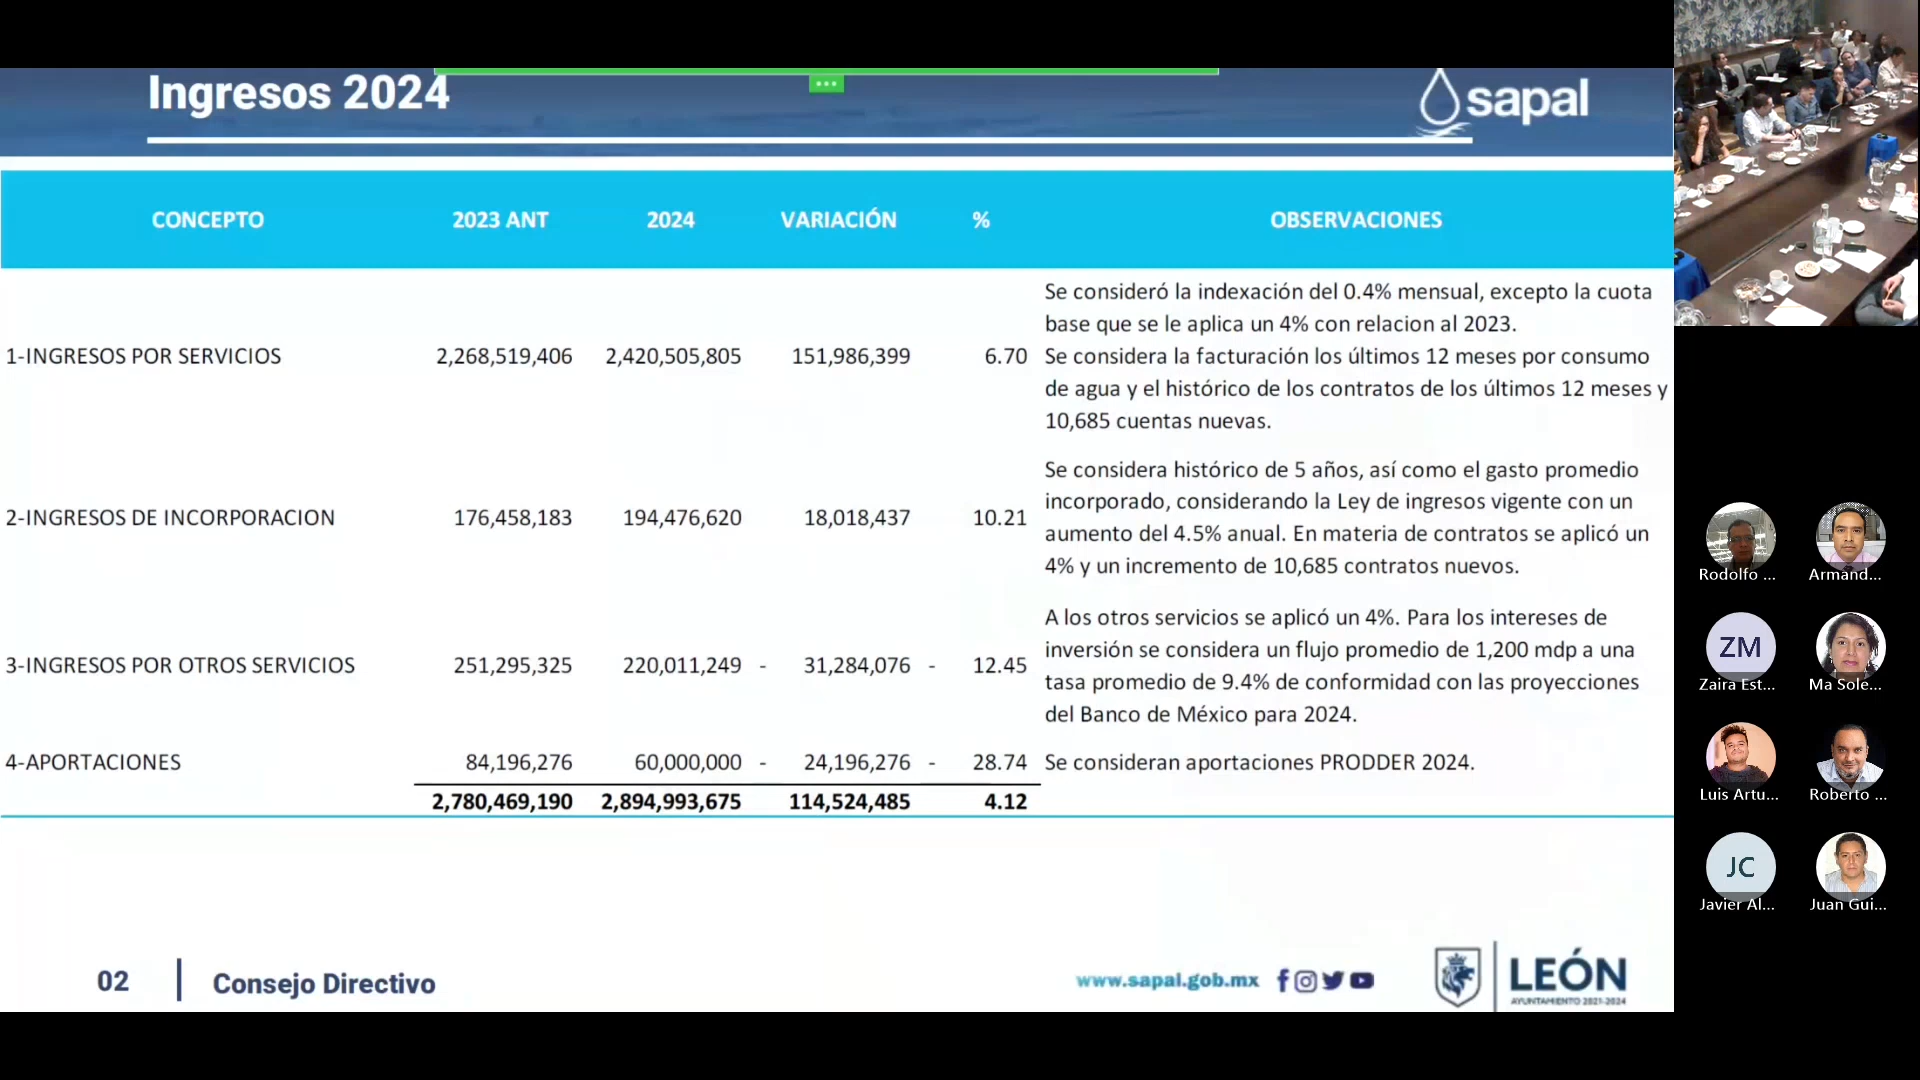 Ingresos 2024
sapal
CONCEPTO 2023 ANT 2024 VARIACIÓN % OBSERVACIONES
1-INGRESOS POR SERVICIOS 2,268,519,406 2,420,505,805 151,986,399 6.70
Se consideró la indexación del 0.4% mensual, excepto la cuota
base que se le aplica un 4% con relacion al 2023.
Se considera la facturación los últimos 12 meses por consumo
de agua y el histórico de los contratos de los últimos 12 meses y
10,685 cuentas nuevas.
2-INGRESOS DE INCORPORACION 176,458,183 194,476,620 18,018,437 10.21
Se considera histórico de 5 años, así como el gasto promedio
incorporado, considerando la Ley de ingresos vigente con un
aumento del 4.5% anual. En materia de contratos se aplicó un
4% y un incremento de 10,685 contratos nuevos.
3-INGRESOS POR OTROS SERVICIOS 251,295,325 220,011,249 - 31,284,076 - 12.45
A los otros servicios se aplicó un 4%. Para los intereses de
inversión se considera un flujo promedio de 1,200 mdp a una
tasa promedio de 9.4% de conformidad con las proyecciones
del Banco de México para 2024.
4-APORTACIONES 84,196,276 60,000,000 - 24,196,276 - 28.74 Se consideran aportaciones PRODDER 2024.
2,780,469,190 2,894,993,675 114,524,485 4.12
02 Consejo Directivo
www.sapal.gob.mx
LEÓN
AYUNTAMIENTO 2021-2024
Rodolfo ... Armand...
ZM
Zaira Est... Ma Sole...
Luis Artu... Roberto ...
JC
Javier Al... Juan Gui...